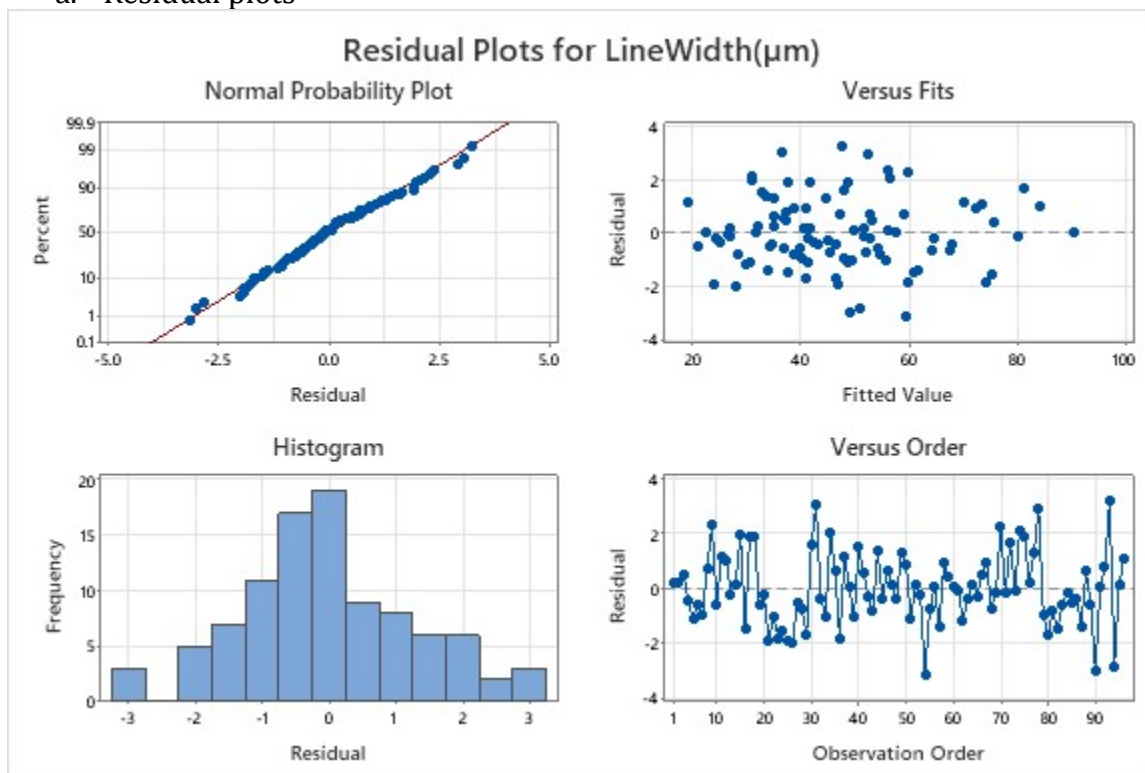 a. Residual plots
Residual Plots for LineWidth(µm)
Normal Probability Plot
99.9
99
90
50
10
1
0.1
Percent
-5.0 -2.5 0.0 2.5 5.0
Residual
Versus Fits
4
2
0
-2
-4
Residual
20 40 60 80 100
Fitted Value
Histogram
20
15
10
5
0
Frequency
-3 -2 -1 0 1 2 3
Residual
Versus Order
4
2
0
-2
-4
Residual
1 10 20 30 40 50 60 70 80 90
Observation Order